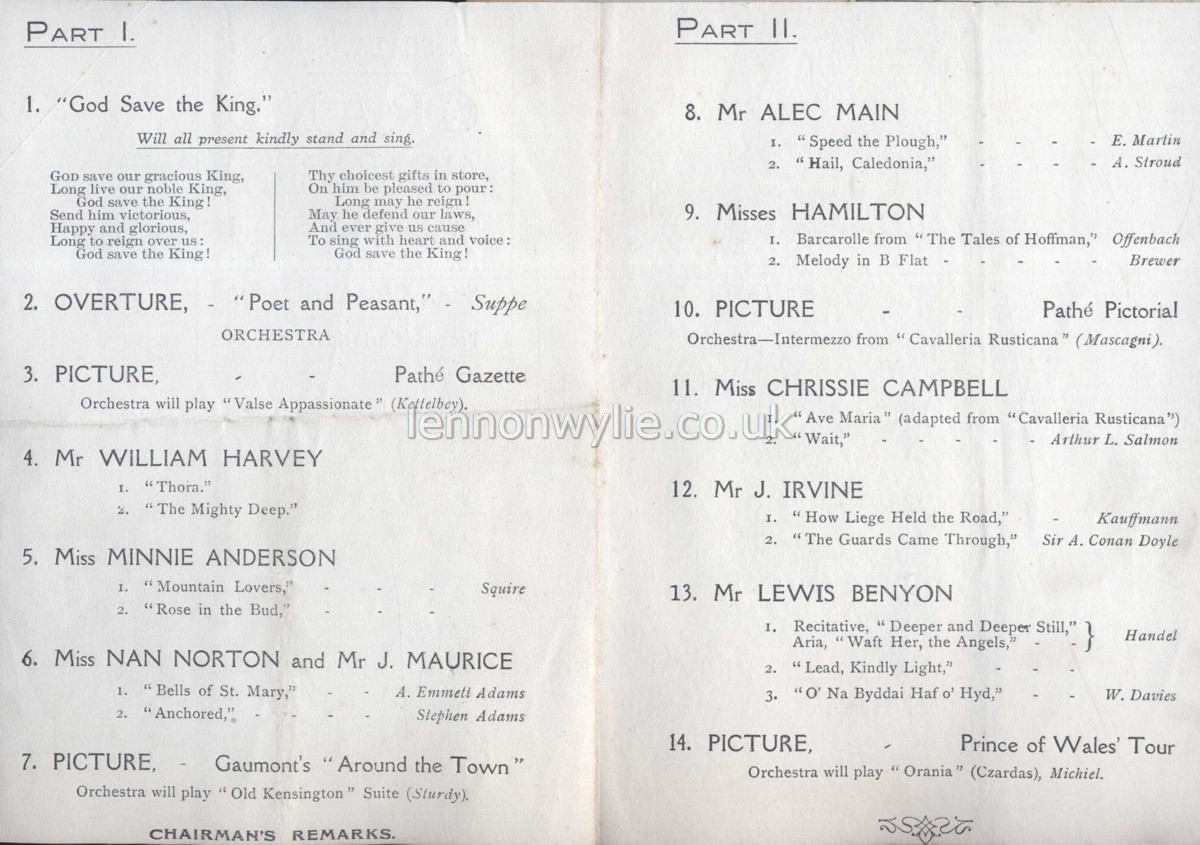 PART I.
1. "God Save the King."
Will all present kindly stand and sing.
GOD save our gracious King,
Long live our noble King,
God save the King!
Send him victorious,
Happy and glorious,
Long to reign over us:
God save the King!
Thy choicest gifts in store,
On him be pleased to pour:
Long may he reign!
May he defend our laws,
And ever give us cause
To sing with heart and voice:
God save the King!
2. OVERTURE, - "Poet and Peasant," - Suppe
ORCHESTRA
3. PICTURE, - - Pathé Gazette
Orchestra will play "Valse Appassionate" (Kettelbey).
4. Mr WILLIAM HARVEY
1. "Thora."
2. "The Mighty Deep."
5. Miss MINNIE ANDERSON
1. "Mountain Lovers," - - - Squire
2. "Rose in the Bud," - - -
6. Miss NAN NORTON and Mr J. MAURICE
1. "Bells of St. Mary," - - A. Emmett Adams
2. "Anchored," - - - - Stephen Adams
7. PICTURE, - Gaumont's "Around the Town"
Orchestra will play "Old Kensington" Suite (Sturdy).
CHAIRMAN'S REMARKS.
PART II.
8. Mr ALEC MAIN
1. "Speed the Plough," - - - - E. Martin
2. "Hail, Caledonia," - - - - A. Stroud
9. Misses HAMILTON
1. Barcarolle from "The Tales of Hoffman," Offenbach
2. Melody in B Flat - - - - - Brewer
10. PICTURE - - Pathé Pictorial
Orchestra—Intermezzo from "Cavalleria Rusticana" (Mascagni).
11. Miss CHRISSIE CAMPBELL
1. "Ave Maria" (adapted from "Cavalleria Rusticana")
2. "Wait," - - - - - Arthur L. Salmon
12. Mr J. IRVINE
1. "How Liege Held the Road," - Kauffmann
2. "The Guards Came Through," Sir A. Conan Doyle
13. Mr LEWIS BENYON
1. Recitative, "Deeper and Deeper Still,"
Aria, "Waft Her, the Angels," - - } Handel
2. "Lead, Kindly Light," - - -
3. "O' Na Byddai Haf o' Hyd," - - W. Davies
14. PICTURE, - Prince of Wales' Tour
Orchestra will play "Orania" (Czardas), Michiel.
lennonwylie.co.uk